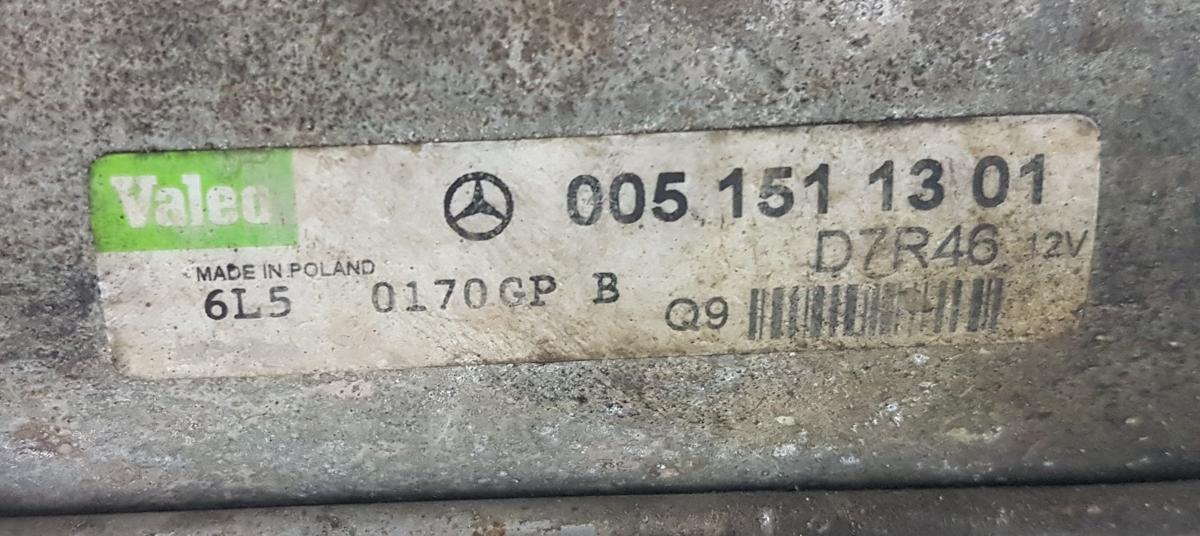 Valeo
005 151 13 01
D7R46 12V
MADE IN POLAND
6L5 0170GP B
Q9